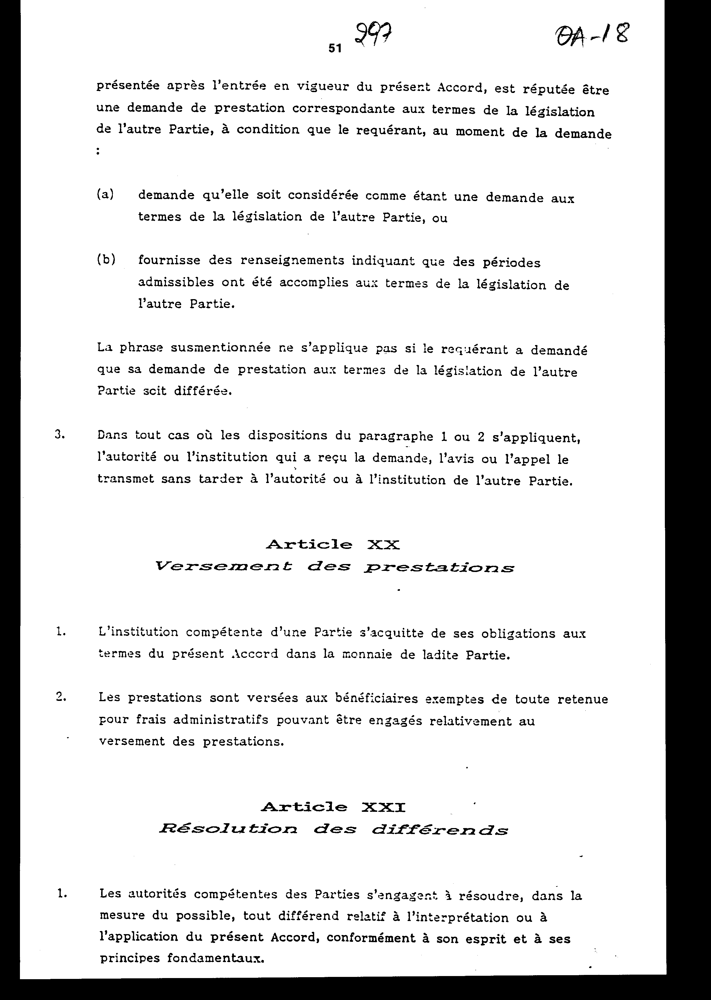 297
ΘA-18
51
présentée après l'entrée en vigueur du présent Accord, est réputée être
une demande de prestation correspondante aux termes de la législation
de l'autre Partie, à condition que le requérant, au moment de la demande
:
(a) demande qu'elle soit considérée comme étant une demande aux
termes de la législation de l'autre Partie, ou
(b) fournisse des renseignements indiquant que des périodes
admissibles ont été accomplies aux termes de la législation de
l'autre Partie.
La phrase susmentionnée ne s'applique pas si le requérant a demandé
que sa demande de prestation aux termes de la législation de l'autre
Partie soit différée.
3. Dans tout cas où les dispositions du paragraphe 1 ou 2 s'appliquent,
l'autorité ou l'institution qui a reçu la demande, l'avis ou l'appel le
transmet sans tarder à l'autorité ou à l'institution de l'autre Partie.
Article XX
Versement des prestations
1. L'institution compétente d'une Partie s'acquitte de ses obligations aux
termes du présent Accord dans la monnaie de ladite Partie.
2. Les prestations sont versées aux bénéficiaires exemptes de toute retenue
pour frais administratifs pouvant être engagés relativement au
versement des prestations.
Article XXI
Résolution des différends
1. Les autorités compétentes des Parties s'engagent à résoudre, dans la
mesure du possible, tout différend relatif à l'interprétation ou à
l'application du présent Accord, conformément à son esprit et à ses
principes fondamentaux.